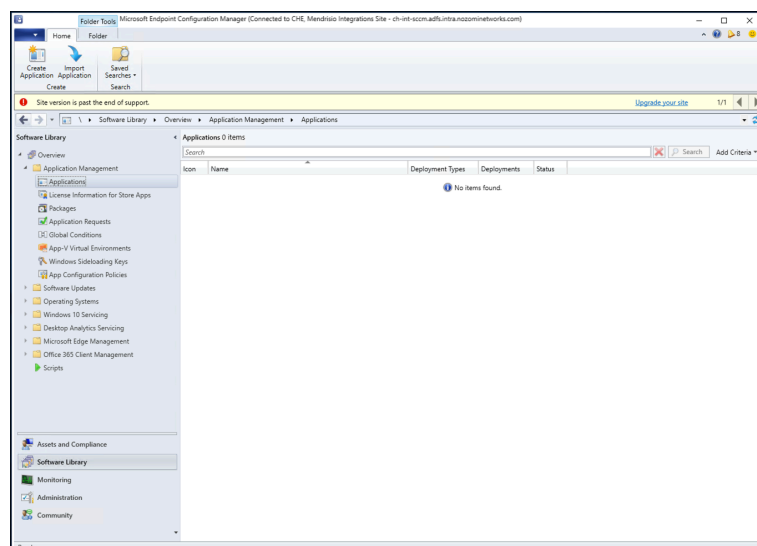 Folder Tools
Microsoft Endpoint Configuration Manager (Connected to CHE, Mendrisio Integrations Site - ch-int-sccm.adfs.intra.nozominetworks.com)
Home
Folder
8
Create Application
Import Application
Saved Searches
Create
Search
Site version is past the end of support.
Upgrade your site
1/1
\ Software Library Overview Application Management Applications
Software Library
Applications 0 items
Search
Search
Add Criteria
Overview
Application Management
Applications
License Information for Store Apps
Packages
Application Requests
Global Conditions
App-V Virtual Environments
Windows Sideloading Keys
App Configuration Policies
Software Updates
Operating Systems
Windows 10 Servicing
Desktop Analytics Servicing
Microsoft Edge Management
Office 365 Client Management
Scripts
Icon Name Deployment Types Deployments Status
No items found.
Assets and Compliance
Software Library
Monitoring
Administration
Community